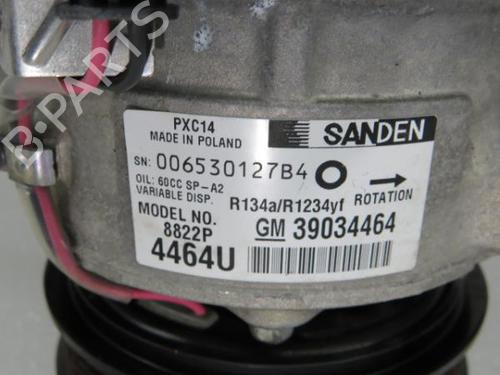 PXC14
MADE IN POLAND
SANDEN
SN: 006530127B4
OIL: 60CC SP-A2
VARIABLE DISP.
R134a/R1234yf ROTATION
MODEL NO.
8822P
GM 39034464
4464U